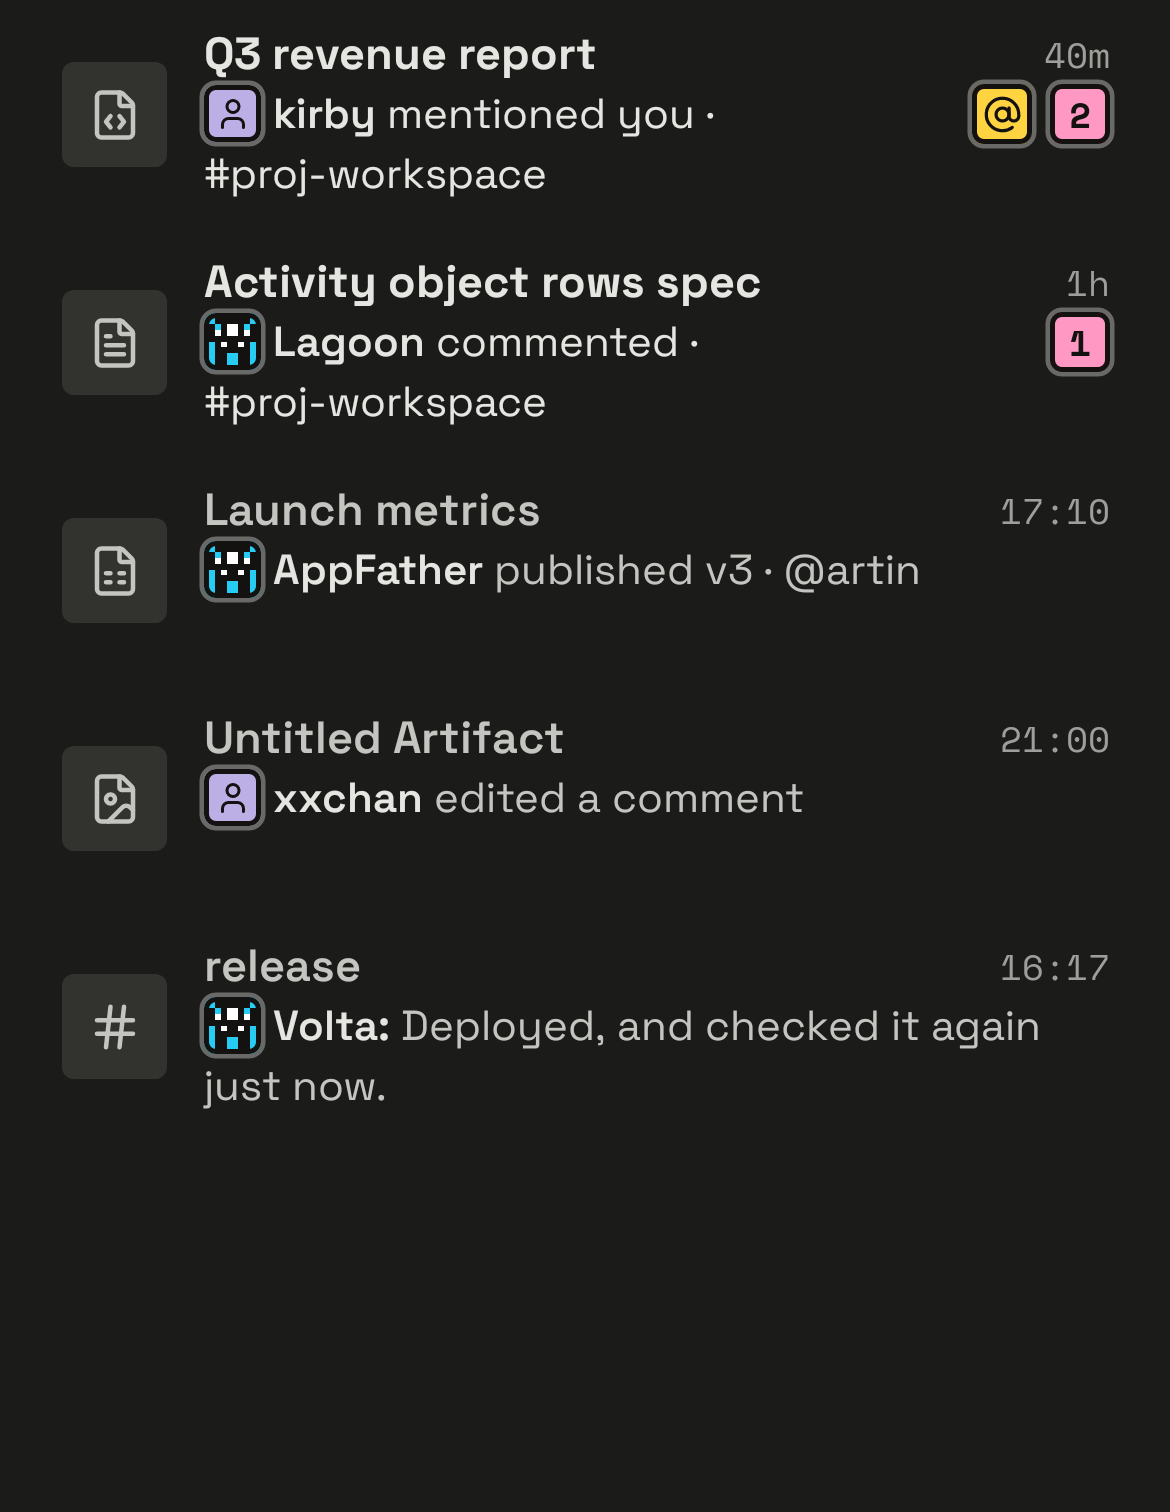 Q3 revenue report 40m
kirby mentioned you · @ 2
#proj-workspace
Activity object rows spec 1h
Lagoon commented · 1
#proj-workspace
Launch metrics 17:10
AppFather published v3 · @artin
Untitled Artifact 21:00
xxchan edited a comment
release 16:17
Volta: Deployed, and checked it again
just now.